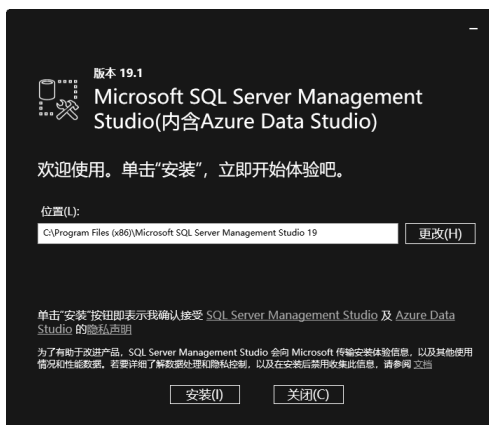 版本 19.1
Microsoft SQL Server Management
Studio(内含Azure Data Studio)
欢迎使用。单击“安装”，立即开始体验吧。
位置(L):
C:\Program Files (x86)\Microsoft SQL Server Management Studio 19
更改(H)
单击“安装”按钮即表示我确认接受 SQL Server Management Studio 及 Azure Data
Studio 的隐私声明
为了有助于改进产品，SQL Server Management Studio 会向 Microsoft 传输安装体验信息，以及其他使用
情况和性能数据。若要详细了解数据处理和隐私控制，以及在安装后禁用收集此信息，请参阅 文档
安装(I)
关闭(C)